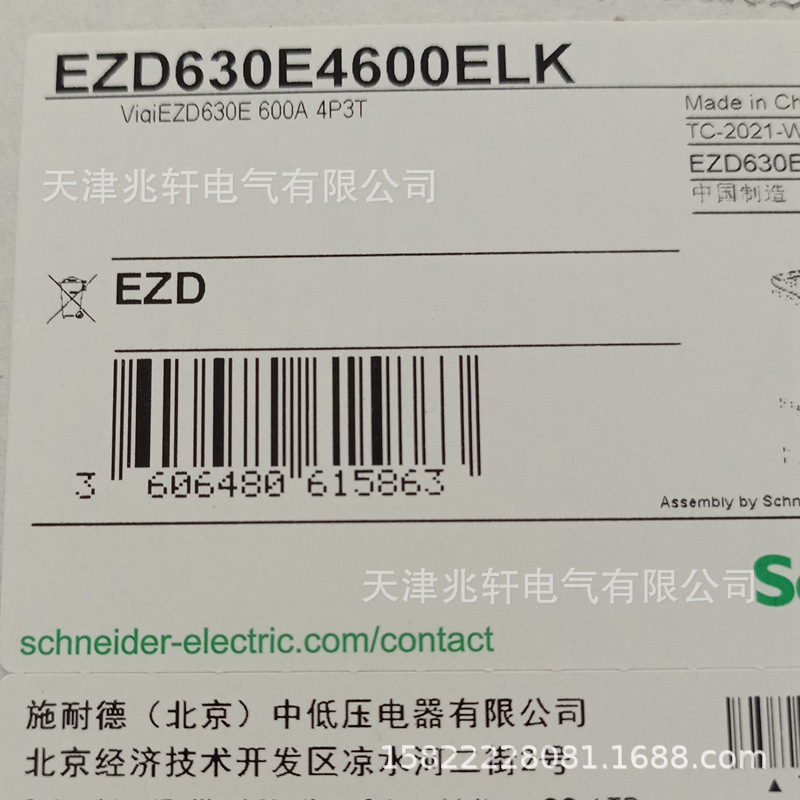 EZD630E4600ELK
VigiEZD630E 600A 4P3T
Made in Ch
TC-2021-W
EZD630E
中国制造
天津兆轩电气有限公司
EZD
3 606480 615863
Assembly by Schn
天津兆轩电气有限公司
schneider-electric.com/contact
施耐德（北京）中低压电器有限公司
北京经济技术开发区凉水河二街2号
15822228081.1688.com